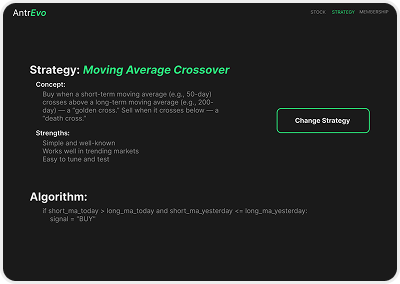 AntrEvo
STOCK STRATEGY MEMBERSHIP
Strategy: Moving Average Crossover
Concept:
Buy when a short-term moving average (e.g., 50-day)
crosses above a long-term moving average (e.g., 200-
day) — a "golden cross." Sell when it crosses below — a
"death cross."
Change Strategy
Strengths:
Simple and well-known
Works well in trending markets
Easy to tune and test
Algorithm:
if short_ma_today > long_ma_today and short_ma_yesterday <= long_ma_yesterday:
signal = "BUY"